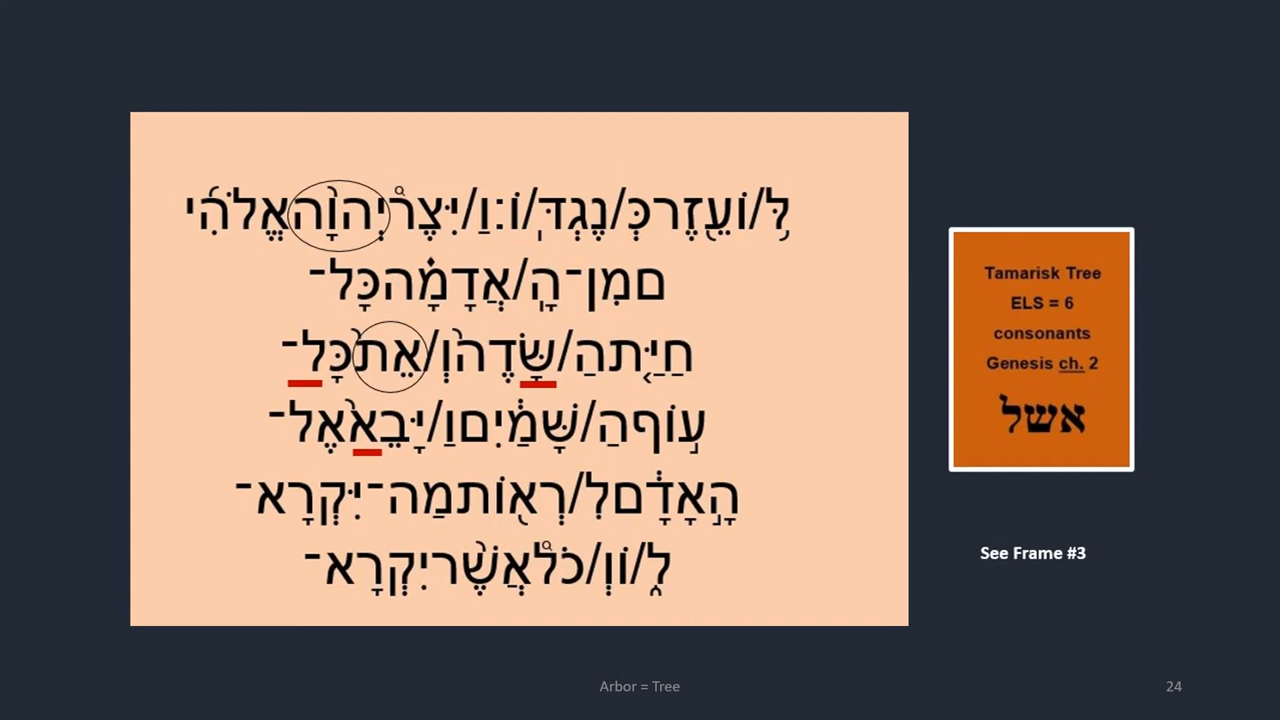 לּ֥/וֹעֵ֖זֶרכְּ/נֶגְדּֽ/וֹ׃וַ/יִּצֶר֩יְהוָ֨האֱלֹהִ֜י
םמִן־הָֽ/אֲדָמָ֗הכָּל־
חַיַּ֤תהַ/שָּׂדֶה֙וְ/אֵת֙כָּל־
ע֣וֹףהַ/שָּׁמַ֔יִםוַ/יָּבֵא֙אֶל־
הָ֣אָדָ֔םלִ/רְא֖וֹתמַה־יִּקְרָא־
ל֑/וֹוְ/כֹל֩אֲשֶׁ֨ריִקְרָא־
Tamarisk Tree
ELS = 6
consonants
Genesis ch. 2
אשל
See Frame #3
Arbor = Tree
24